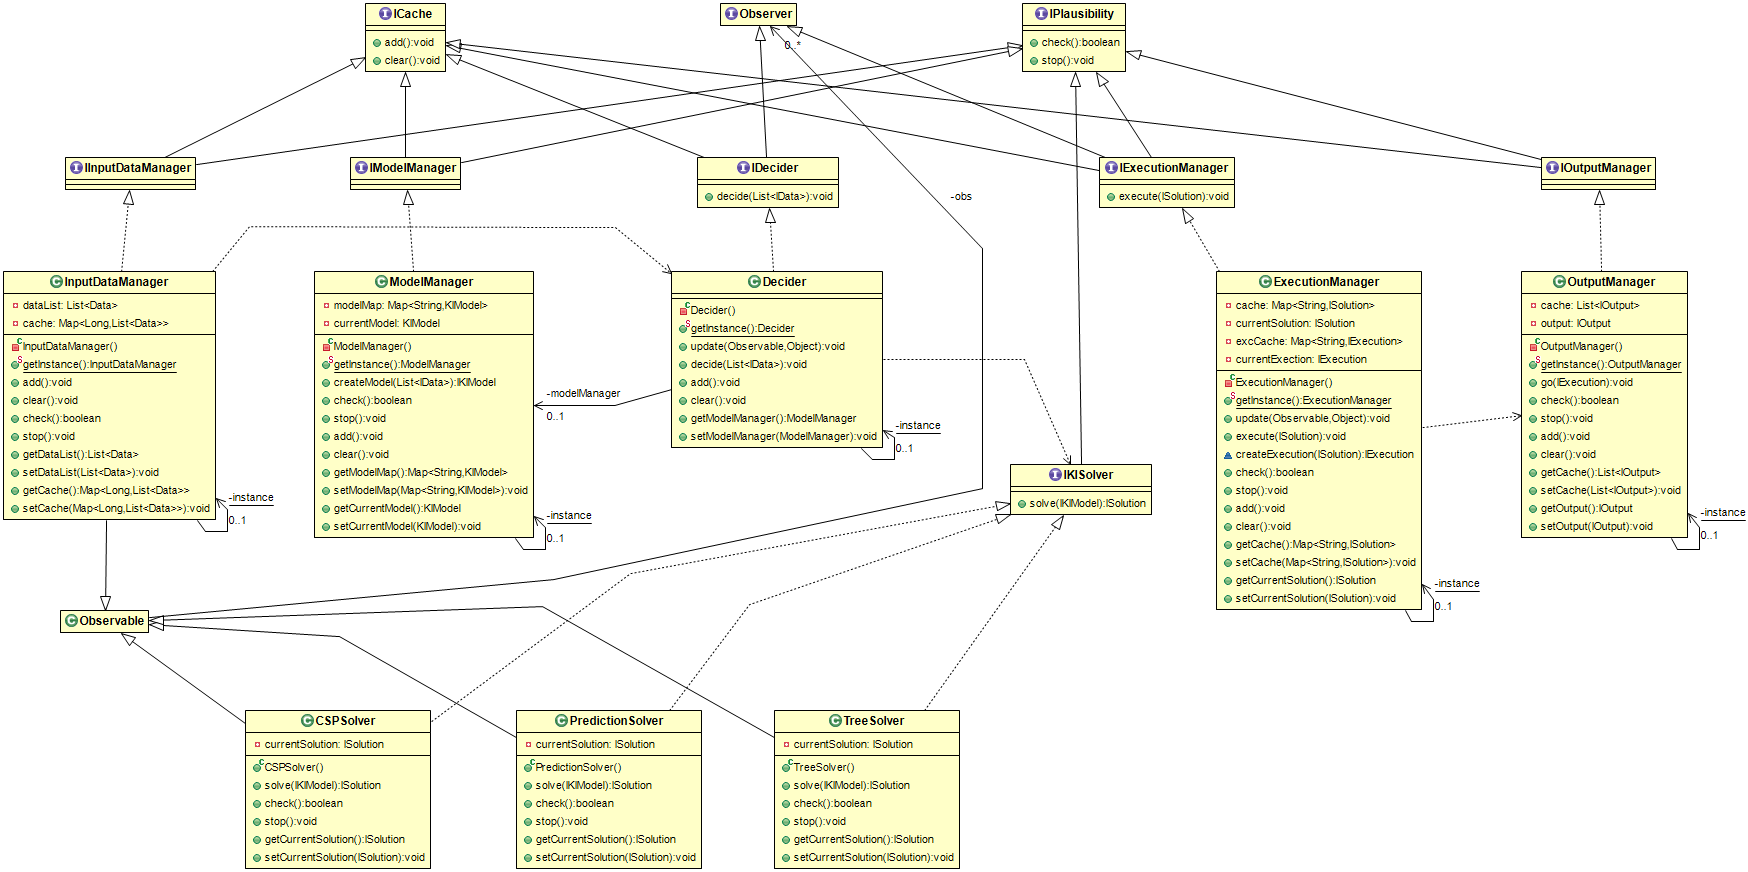 ICache
add():void
clear():void
Observer
0..*
IPlausibility
check():boolean
stop():void
IInputDataManager
IModelManager
IDecider
decide(List<IData>):void
IExecutionManager
execute(ISolution):void
IOutputManager
-obs
InputDataManager
dataList: List<Data>
cache: Map<Long,List<Data>>
InputDataManager()
getInstance():InputDataManager
add():void
clear():void
check():boolean
stop():void
getDataList():List<Data>
setDataList(List<Data>):void
getCache():Map<Long,List<Data>>
setCache(Map<Long,List<Data>>):void
-instance
0..1
ModelManager
modelMap: Map<String,KIModel>
currentModel: KIModel
ModelManager()
getInstance():ModelManager
createModel(List<IData>):IKIModel
check():boolean
stop():void
add():void
clear():void
getModelMap():Map<String,KIModel>
setModelMap(Map<String,KIModel>):void
getCurrentModel():KIModel
setCurrentModel(KIModel):void
-instance
0..1
-modelManager
0..1
Decider
Decider()
getInstance():Decider
update(Observable,Object):void
decide(List<IData>):void
add():void
clear():void
getModelManager():ModelManager
setModelManager(ModelManager):void
-instance
0..1
IKISolver
solve(IKIModel):ISolution
ExecutionManager
cache: Map<String,ISolution>
currentSolution: ISolution
excCache: Map<String,IExecution>
currentExection: IExecution
ExecutionManager()
getInstance():ExecutionManager
update(Observable,Object):void
execute(ISolution):void
createExecution(ISolution):IExecution
check():boolean
stop():void
add():void
clear():void
getCache():Map<String,ISolution>
setCache(Map<String,ISolution>):void
getCurrentSolution():ISolution
setCurrentSolution(ISolution):void
-instance
0..1
OutputManager
cache: List<IOutput>
output: IOutput
OutputManager()
getInstance():OutputManager
go(IExecution):void
check():boolean
stop():void
add():void
clear():void
getCache():List<IOutput>
setCache(List<IOutput>):void
getOutput():IOutput
setOutput(IOutput):void
-instance
0..1
Observable
CSPSolver
currentSolution: ISolution
CSPSolver()
solve(IKIModel):ISolution
check():boolean
stop():void
getCurrentSolution():ISolution
setCurrentSolution(ISolution):void
PredictionSolver
currentSolution: ISolution
PredictionSolver()
solve(IKIModel):ISolution
check():boolean
stop():void
getCurrentSolution():ISolution
setCurrentSolution(ISolution):void
TreeSolver
currentSolution: ISolution
TreeSolver()
solve(IKIModel):ISolution
check():boolean
stop():void
getCurrentSolution():ISolution
setCurrentSolution(ISolution):void